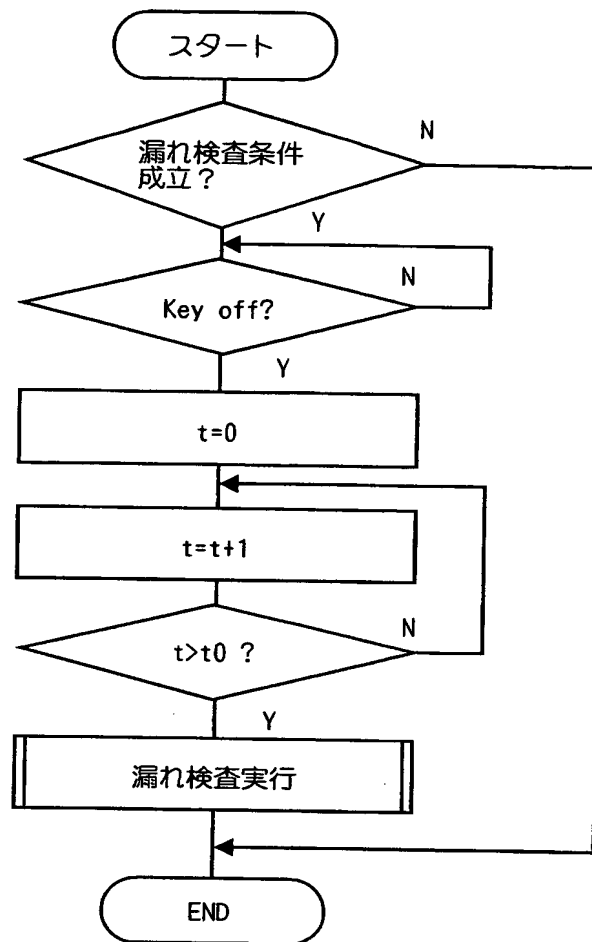 スタート
N
漏れ検査条件
成立？
Y
N
Key off?
Y
t=0
t=t+1
N
t>t0 ?
Y
漏れ検査実行
END